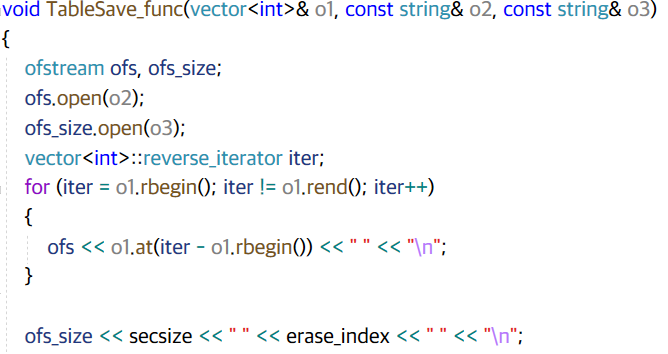 void TableSave_func(vector<int>& o1, const string& o2, const string& o3)
{
ofstream ofs, ofs_size;
ofs.open(o2);
ofs_size.open(o3);
vector<int>::reverse_iterator iter;
for (iter = o1.rbegin(); iter != o1.rend(); iter++)
{
ofs << o1.at(iter - o1.rbegin()) << " " << "\n";
}
ofs_size << secsize << " " << erase_index << " " << "\n";